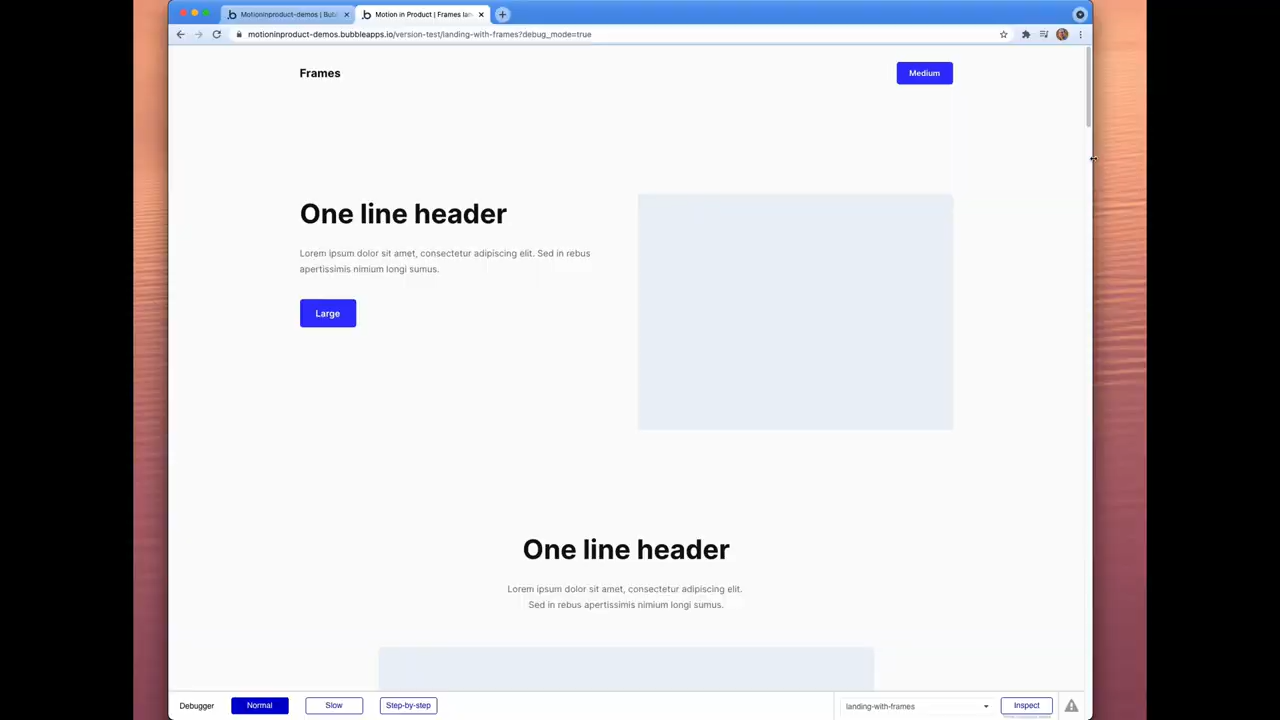 Motioninproduct-demos | Bub
Motion in Product | Frames lan
motioninproduct-demos.bubbleapps.io/version-test/landing-with-frames?debug_mode=true
Frames
Medium
One line header
Lorem ipsum dolor sit amet, consectetur adipiscing elit. Sed in rebus
apertissimis nimium longi sumus.
Large
One line header
Lorem ipsum dolor sit amet, consectetur adipiscing elit.
Sed in rebus apertissimis nimium longi sumus.
Debugger
Normal
Slow
Step-by-step
landing-with-frames
Inspect